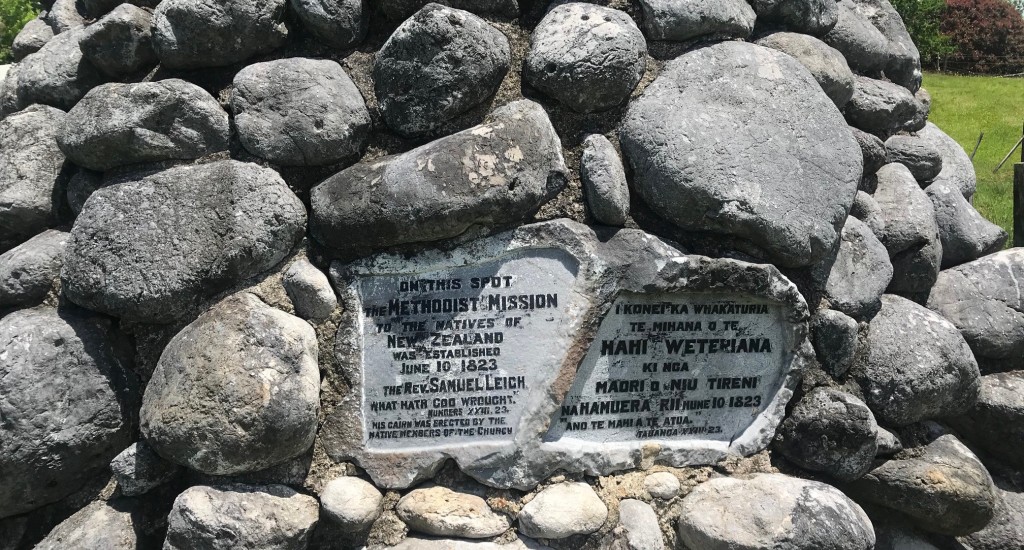 ON THIS SPOT
THE METHODIST MISSION
TO THE NATIVES OF
NEW ZEALAND
WAS ESTABLISHED
JUNE 10 1823
THE REV. SAMUEL LEIGH
"WHAT HATH GOD WROUGHT."
NUMBERS XXIII. 23.
THIS CAIRN WAS ERECTED BY THE
NATIVE MEMBERS OF THE CHURCH
I KONEI KA WHAKATURIA
TE MIHANA O TE
HAHI WETERIANA
KI NGA
MAORI O NIU TIRENI
NA HAMUERA RII JUNE 10 1823
"ANO TE MAHI A TE ATUA."
TAUANGA XXIII-23.